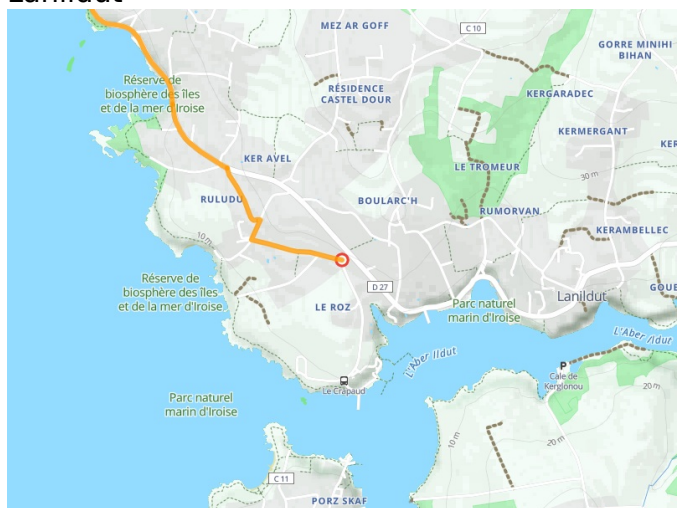 Lanildut
MEZ AR GOFF
C 10
GORRE MINIHI
BIHAN
Réserve de
biosphère des îles
et de la mer d'Iroise
RÉSIDENCE
CASTEL DOUR
KERGARADEC
KERMERGANT
KER
KER AVEL
LE TROMEUR
30 m
RULUDU
BOULARC'H
RUMORVAN
KERAMBELLEC
10 m
Réserve de
biosphère des îles
et de la mer d'Iroise
D 27
Lanildut
GOUE
LE ROZ
Parc naturel
marin d'Iroise
L'Aber Ildut
L'Aber Ildut
P
Cale de
Kerglonou
Le Crapaud
20 m
Parc naturel
marin d'Iroise
10 m
20 m
C 11
PORZ SKAF